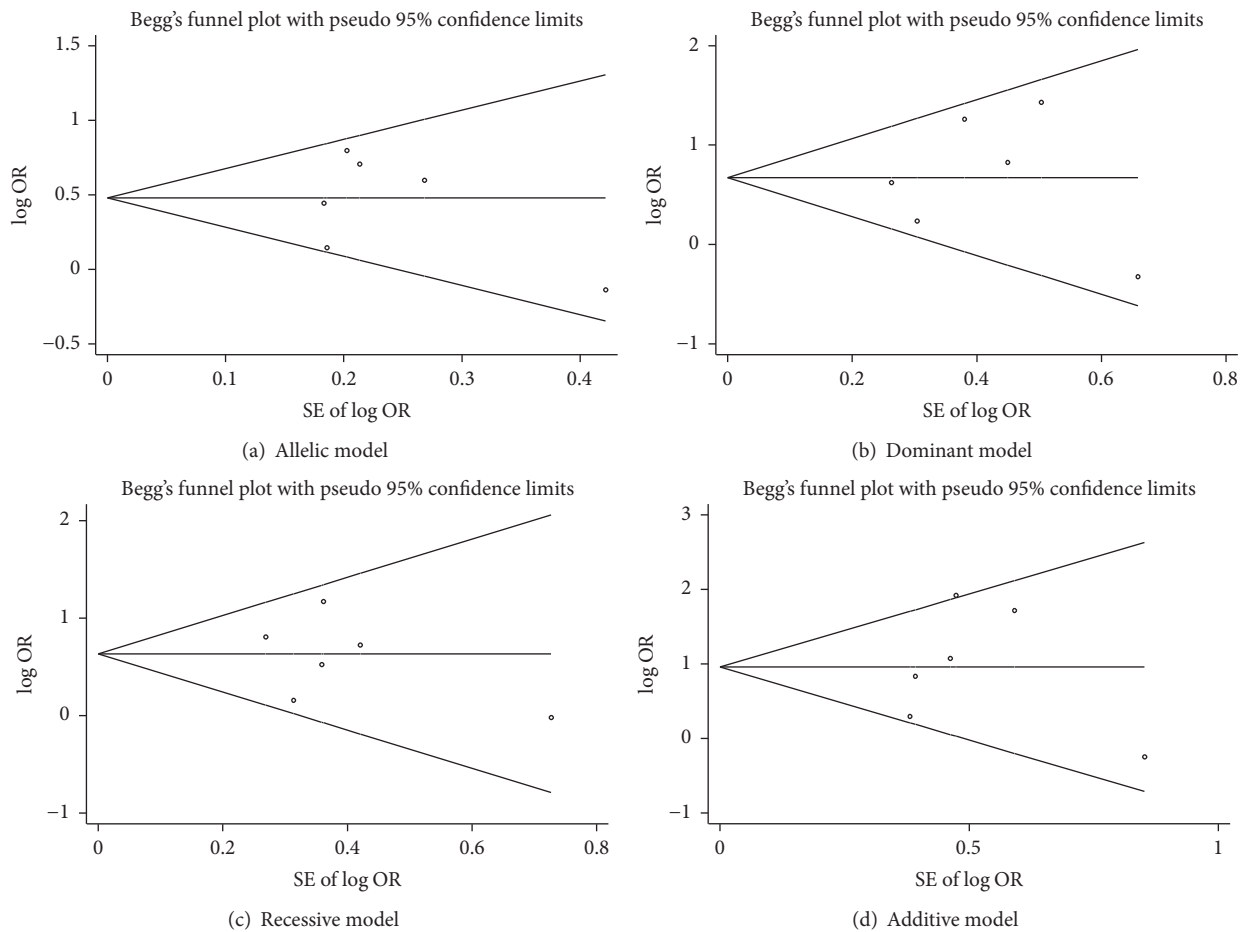 Begg's funnel plot with pseudo 95% confidence limits
1.5
1
0.5
0
−0.5
log OR
0 0.1 0.2 0.3 0.4
SE of log OR
(a) Allelic model
Begg's funnel plot with pseudo 95% confidence limits
2
1
0
−1
log OR
0 0.2 0.4 0.6 0.8
SE of log OR
(b) Dominant model
Begg's funnel plot with pseudo 95% confidence limits
2
1
0
−1
log OR
0 0.2 0.4 0.6 0.8
SE of log OR
(c) Recessive model
Begg's funnel plot with pseudo 95% confidence limits
3
2
1
0
−1
log OR
0 0.5 1
SE of log OR
(d) Additive model